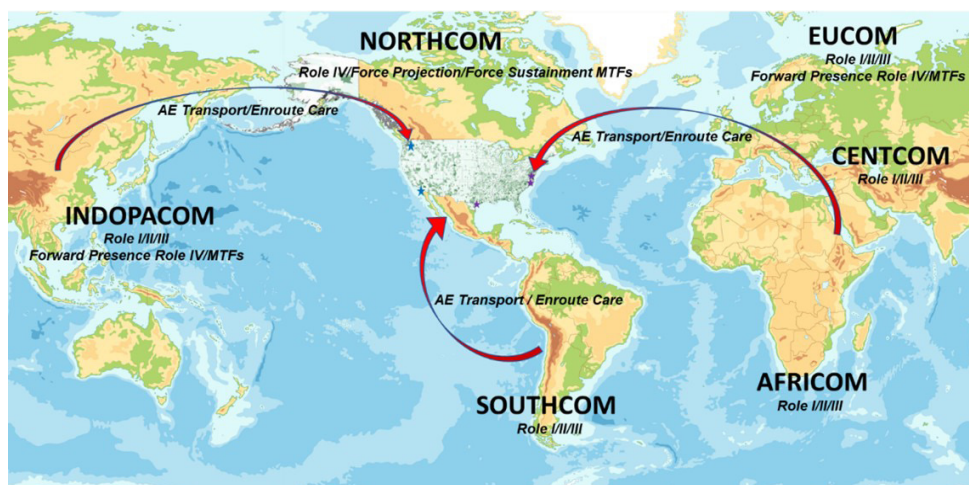 NORTHCOM
Role IV/Force Projection/Force Sustainment MTFs
AE Transport/Enroute Care
EUCOM
Role I/II/III
Forward Presence Role IV/MTFs
AE Transport/Enroute Care
CENTCOM
Role I/II/III
INDOPACOM
Role I/II/III
Forward Presence Role IV/MTFs
AE Transport / Enroute Care
SOUTHCOM
Role I/II/III
AFRICOM
Role I/II/III